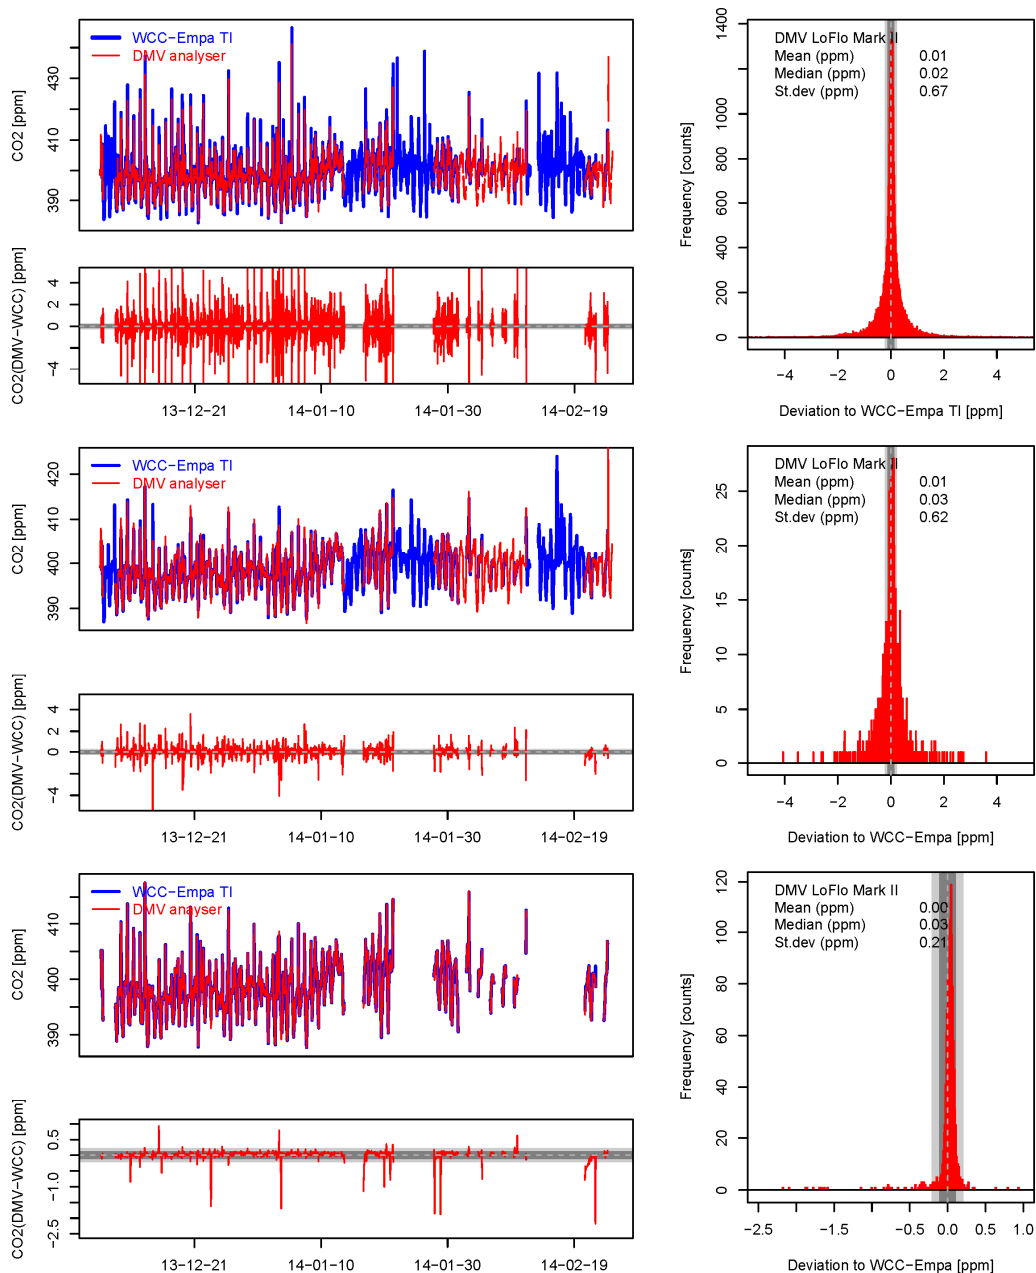 WCC−Empa TI
DMV analyser
CO2 [ppm]
430
410
390
CO2(DMV−WCC) [ppm]
4
2
0
−4
13−12−21
14−01−10
14−01−30
14−02−19
DMV LoFlo Mark II
Mean (ppm) 0.01
Median (ppm) 0.02
St.dev (ppm) 0.67
Frequency [counts]
1400
1000
800
600
400
200
0
−4
−2
0
2
4
Deviation to WCC−Empa TI [ppm]
WCC−Empa TI
DMV analyser
CO2 [ppm]
420
410
400
390
CO2(DMV−WCC) [ppm]
4
2
0
−4
13−12−21
14−01−10
14−01−30
14−02−19
DMV LoFlo Mark II
Mean (ppm) 0.01
Median (ppm) 0.03
St.dev (ppm) 0.62
Frequency [counts]
25
20
15
10
5
0
−4
−2
0
2
4
Deviation to WCC−Empa [ppm]
WCC−Empa TI
DMV anayser
CO2 [ppm]
410
400
390
CO2(DMV−WCC) [ppm]
0.5
−1.0
−2.5
13−12−21
14−01−10
14−01−30
14−02−19
DMV LoFlo Mark II
Mean (ppm) 0.00
Median (ppm) 0.03
St.dev (ppm) 0.21
Frequency [counts]
120
100
80
60
40
20
0
−2.5
−1.5
−0.5
0.0
0.5
1.0
Deviation to WCC−Empa [ppm]